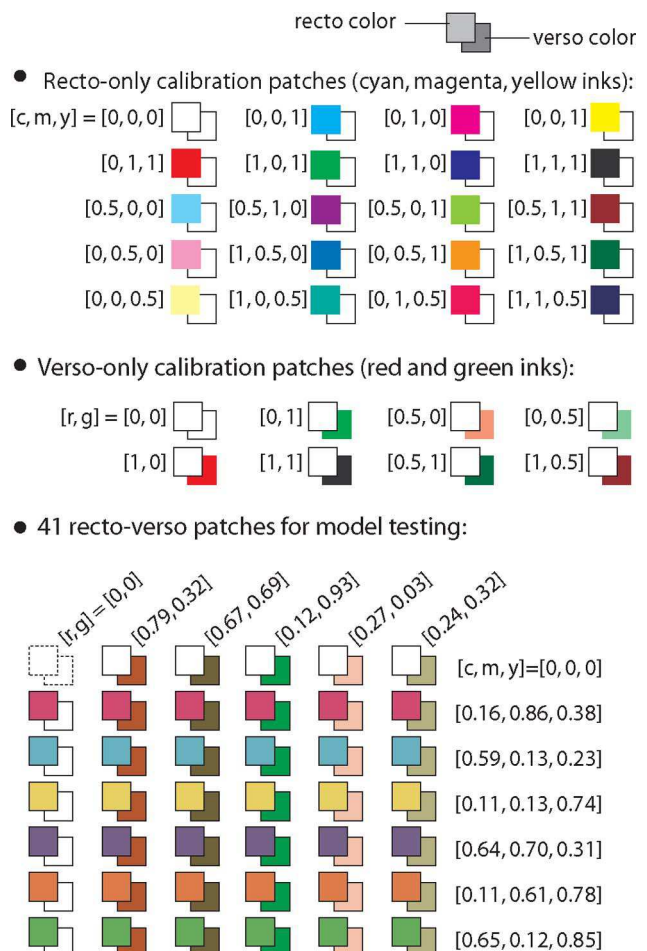 recto color
verso color
• Recto-only calibration patches (cyan, magenta, yellow inks):
[c, m, y] = [0, 0, 0] [0, 0, 1] [0, 1, 0] [0, 0, 1]
[0, 1, 1] [1, 0, 1] [1, 1, 0] [1, 1, 1]
[0.5, 0, 0] [0.5, 1, 0] [0.5, 0, 1] [0.5, 1, 1]
[0, 0.5, 0] [1, 0.5, 0] [0, 0.5, 1] [1, 0.5, 1]
[0, 0, 0.5] [1, 0, 0.5] [0, 1, 0.5] [1, 1, 0.5]
• Verso-only calibration patches (red and green inks):
[r, g] = [0, 0] [0, 1] [0.5, 0] [0, 0.5]
[1, 0] [1, 1] [0.5, 1] [1, 0.5]
• 41 recto-verso patches for model testing:
[r, g] = [0,0] [0.79, 0.32] [0.67, 0.69] [0.12, 0.93] [0.27, 0.03] [0.24, 0.32]
[c, m, y]=[0, 0, 0]
[0.16, 0.86, 0.38]
[0.59, 0.13, 0.23]
[0.11, 0.13, 0.74]
[0.64, 0.70, 0.31]
[0.11, 0.61, 0.78]
[0.65, 0.12, 0.85]